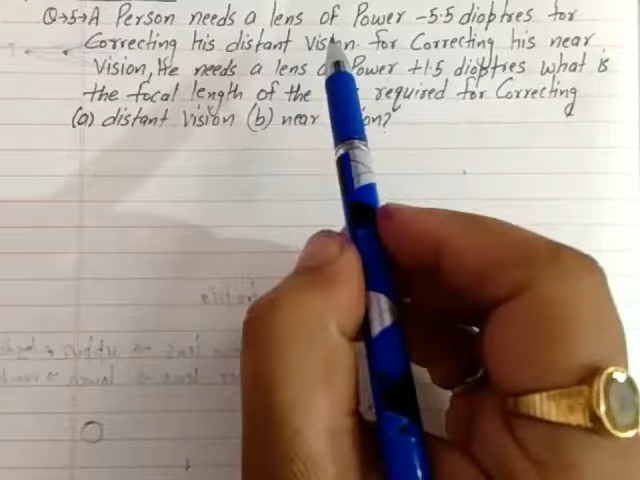 Q→5→A Person needs a lens of Power -5.5 dioptres for
Correcting his distant Vision. for Correcting his near
Vision, He needs a lens Power +1.5 dioptres what is
the focal length of the required for Correcting
(a) distant Vision (b) near ion?